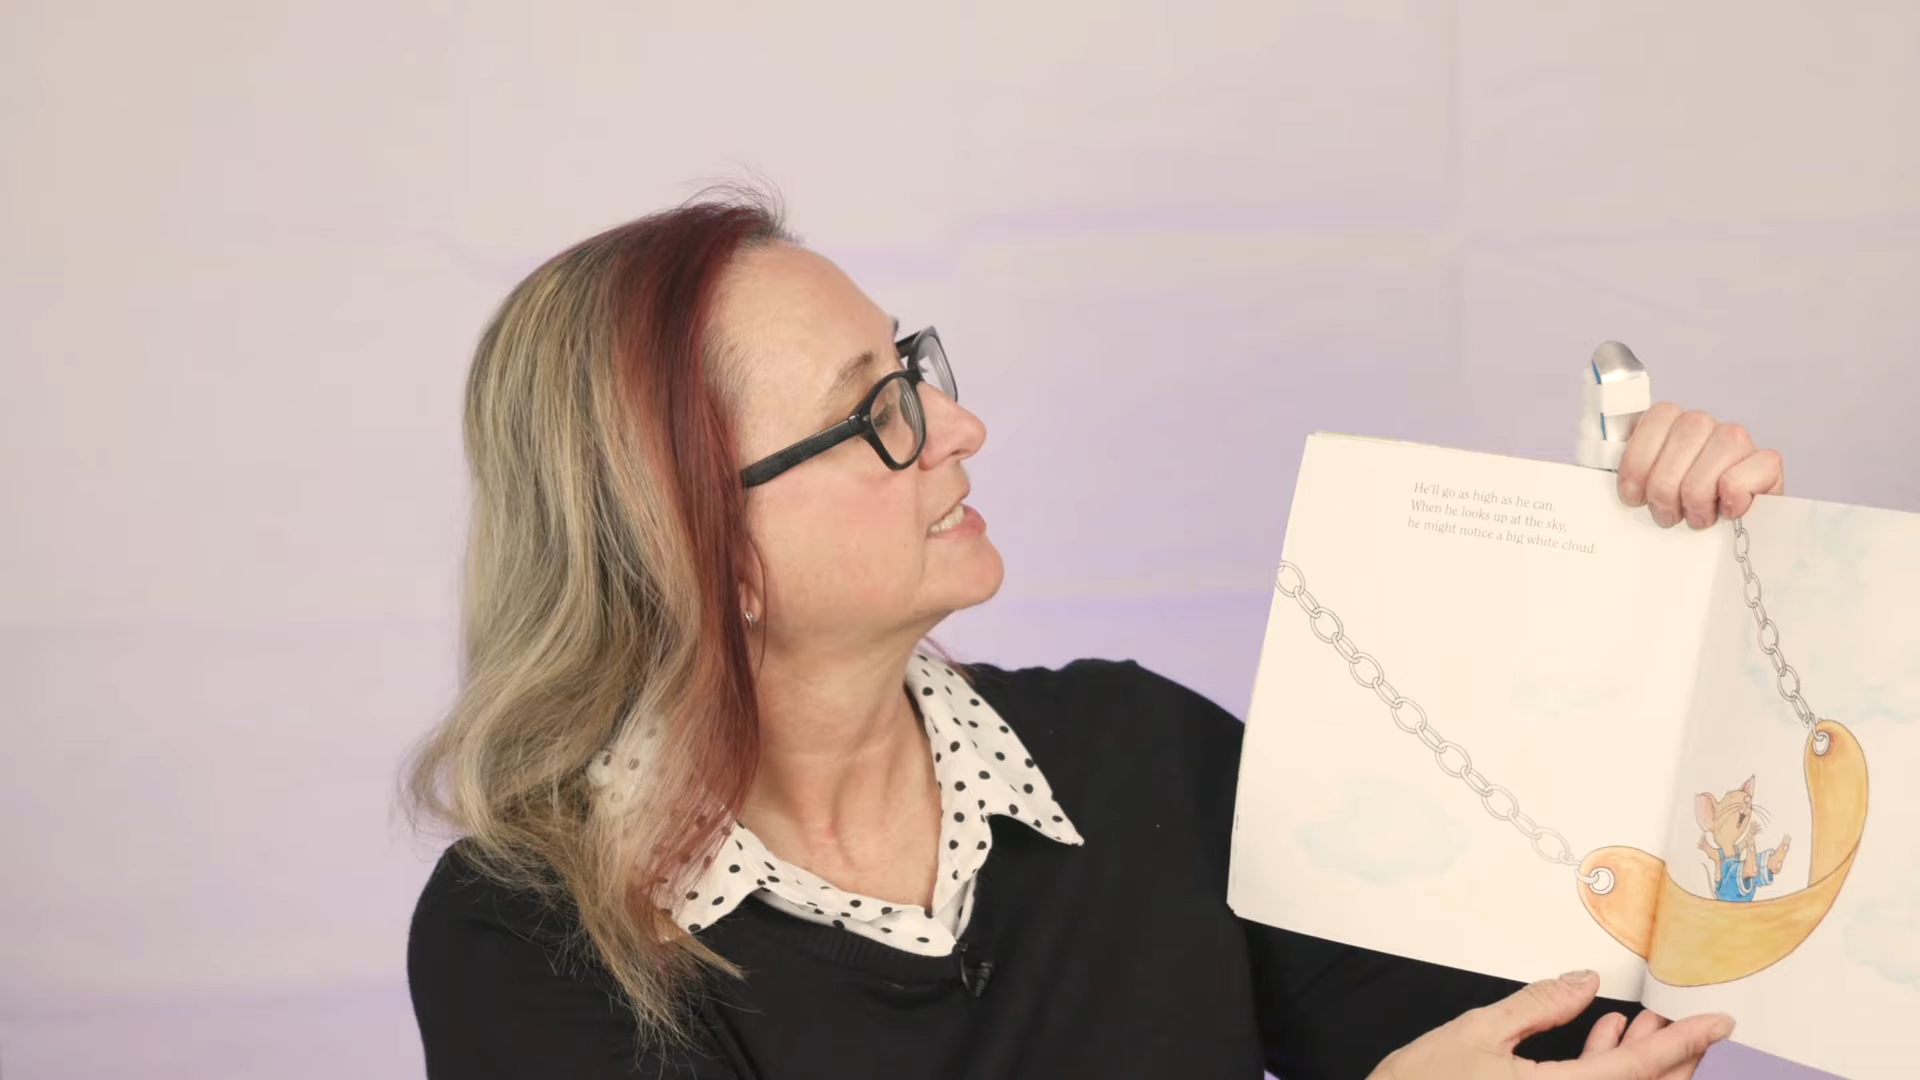 He'll go as high as he can.
When he looks up at the sky,
he might notice a big white cloud.